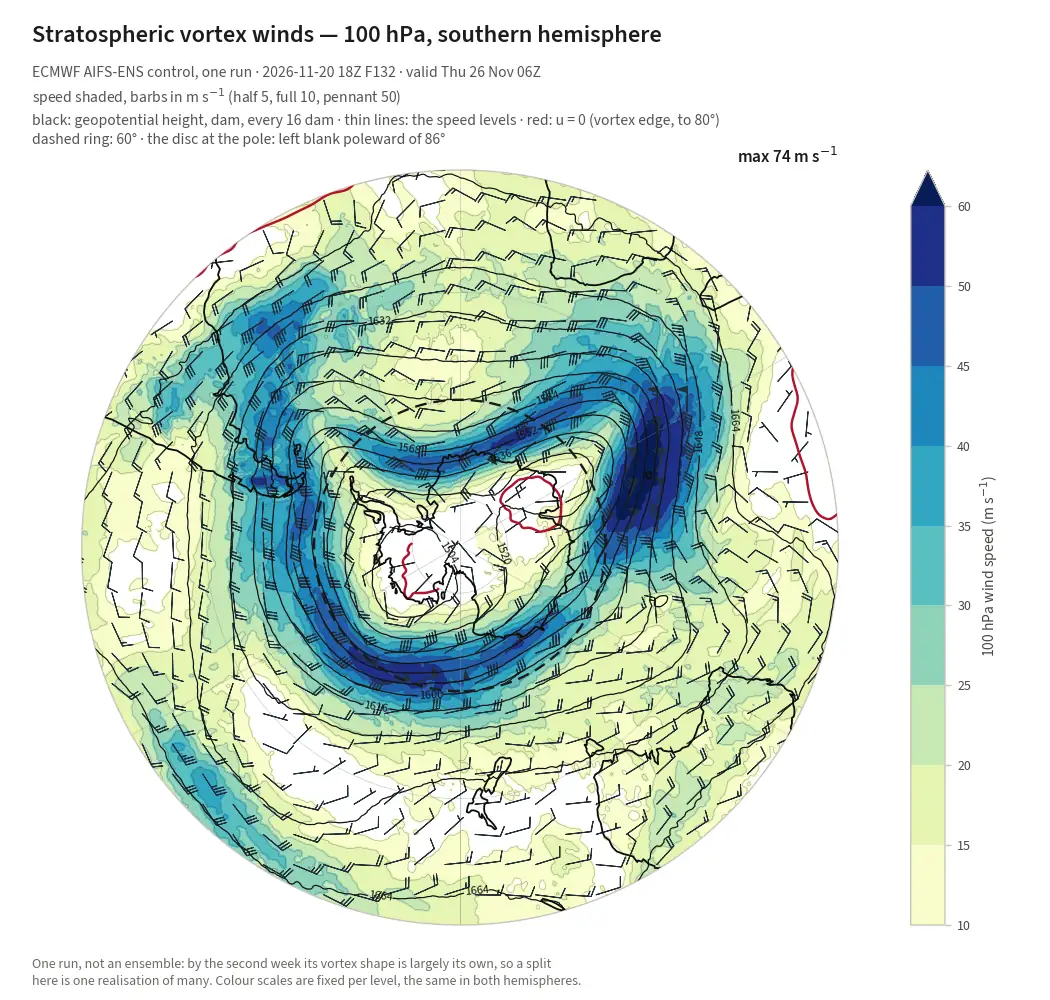 Stratospheric vortex winds — 100 hPa, southern hemisphere
ECMWF AIFS-ENS control, one run · 2026-11-20 18Z F132 · valid Thu 26 Nov 06Z
speed shaded, barbs in m s⁻¹ (half 5, full 10, pennant 50)
black: geopotential height, dam, every 16 dam · thin lines: the speed levels · red: u = 0 (vortex edge, to 80°)
dashed ring: 60° · the disc at the pole: left blank poleward of 86°
max 74 m s⁻¹
60
50
45
40
35
30
25
20
15
10
100 hPa wind speed (m s⁻¹)
1632
1664
1648
1568
1520
1600
1616
1664
1664
One run, not an ensemble: by the second week its vortex shape is largely its own, so a split
here is one realisation of many. Colour scales are fixed per level, the same in both hemispheres.